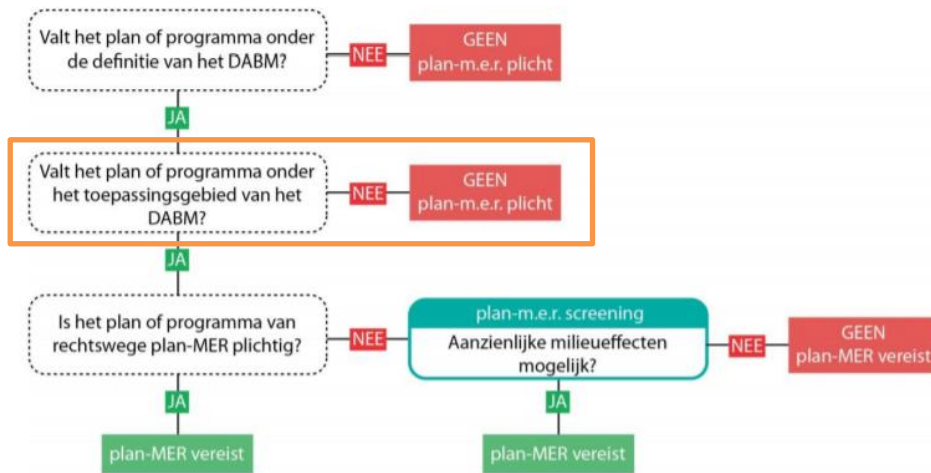 Valt het plan of programma onder
de definitie van het DABM?
NEE
GEEN
plan-m.e.r. plicht
JA
Valt het plan of programma onder
het toepassingsgebied van het
DABM?
NEE
GEEN
plan-m.e.r. plicht
JA
Is het plan of programma van
rechtswege plan-MER plichtig?
NEE
plan-m.e.r. screening
Aanzienlijke milieueffecten
mogelijk?
NEE
GEEN
plan-MER vereist
JA
plan-MER vereist
JA
plan-MER vereist